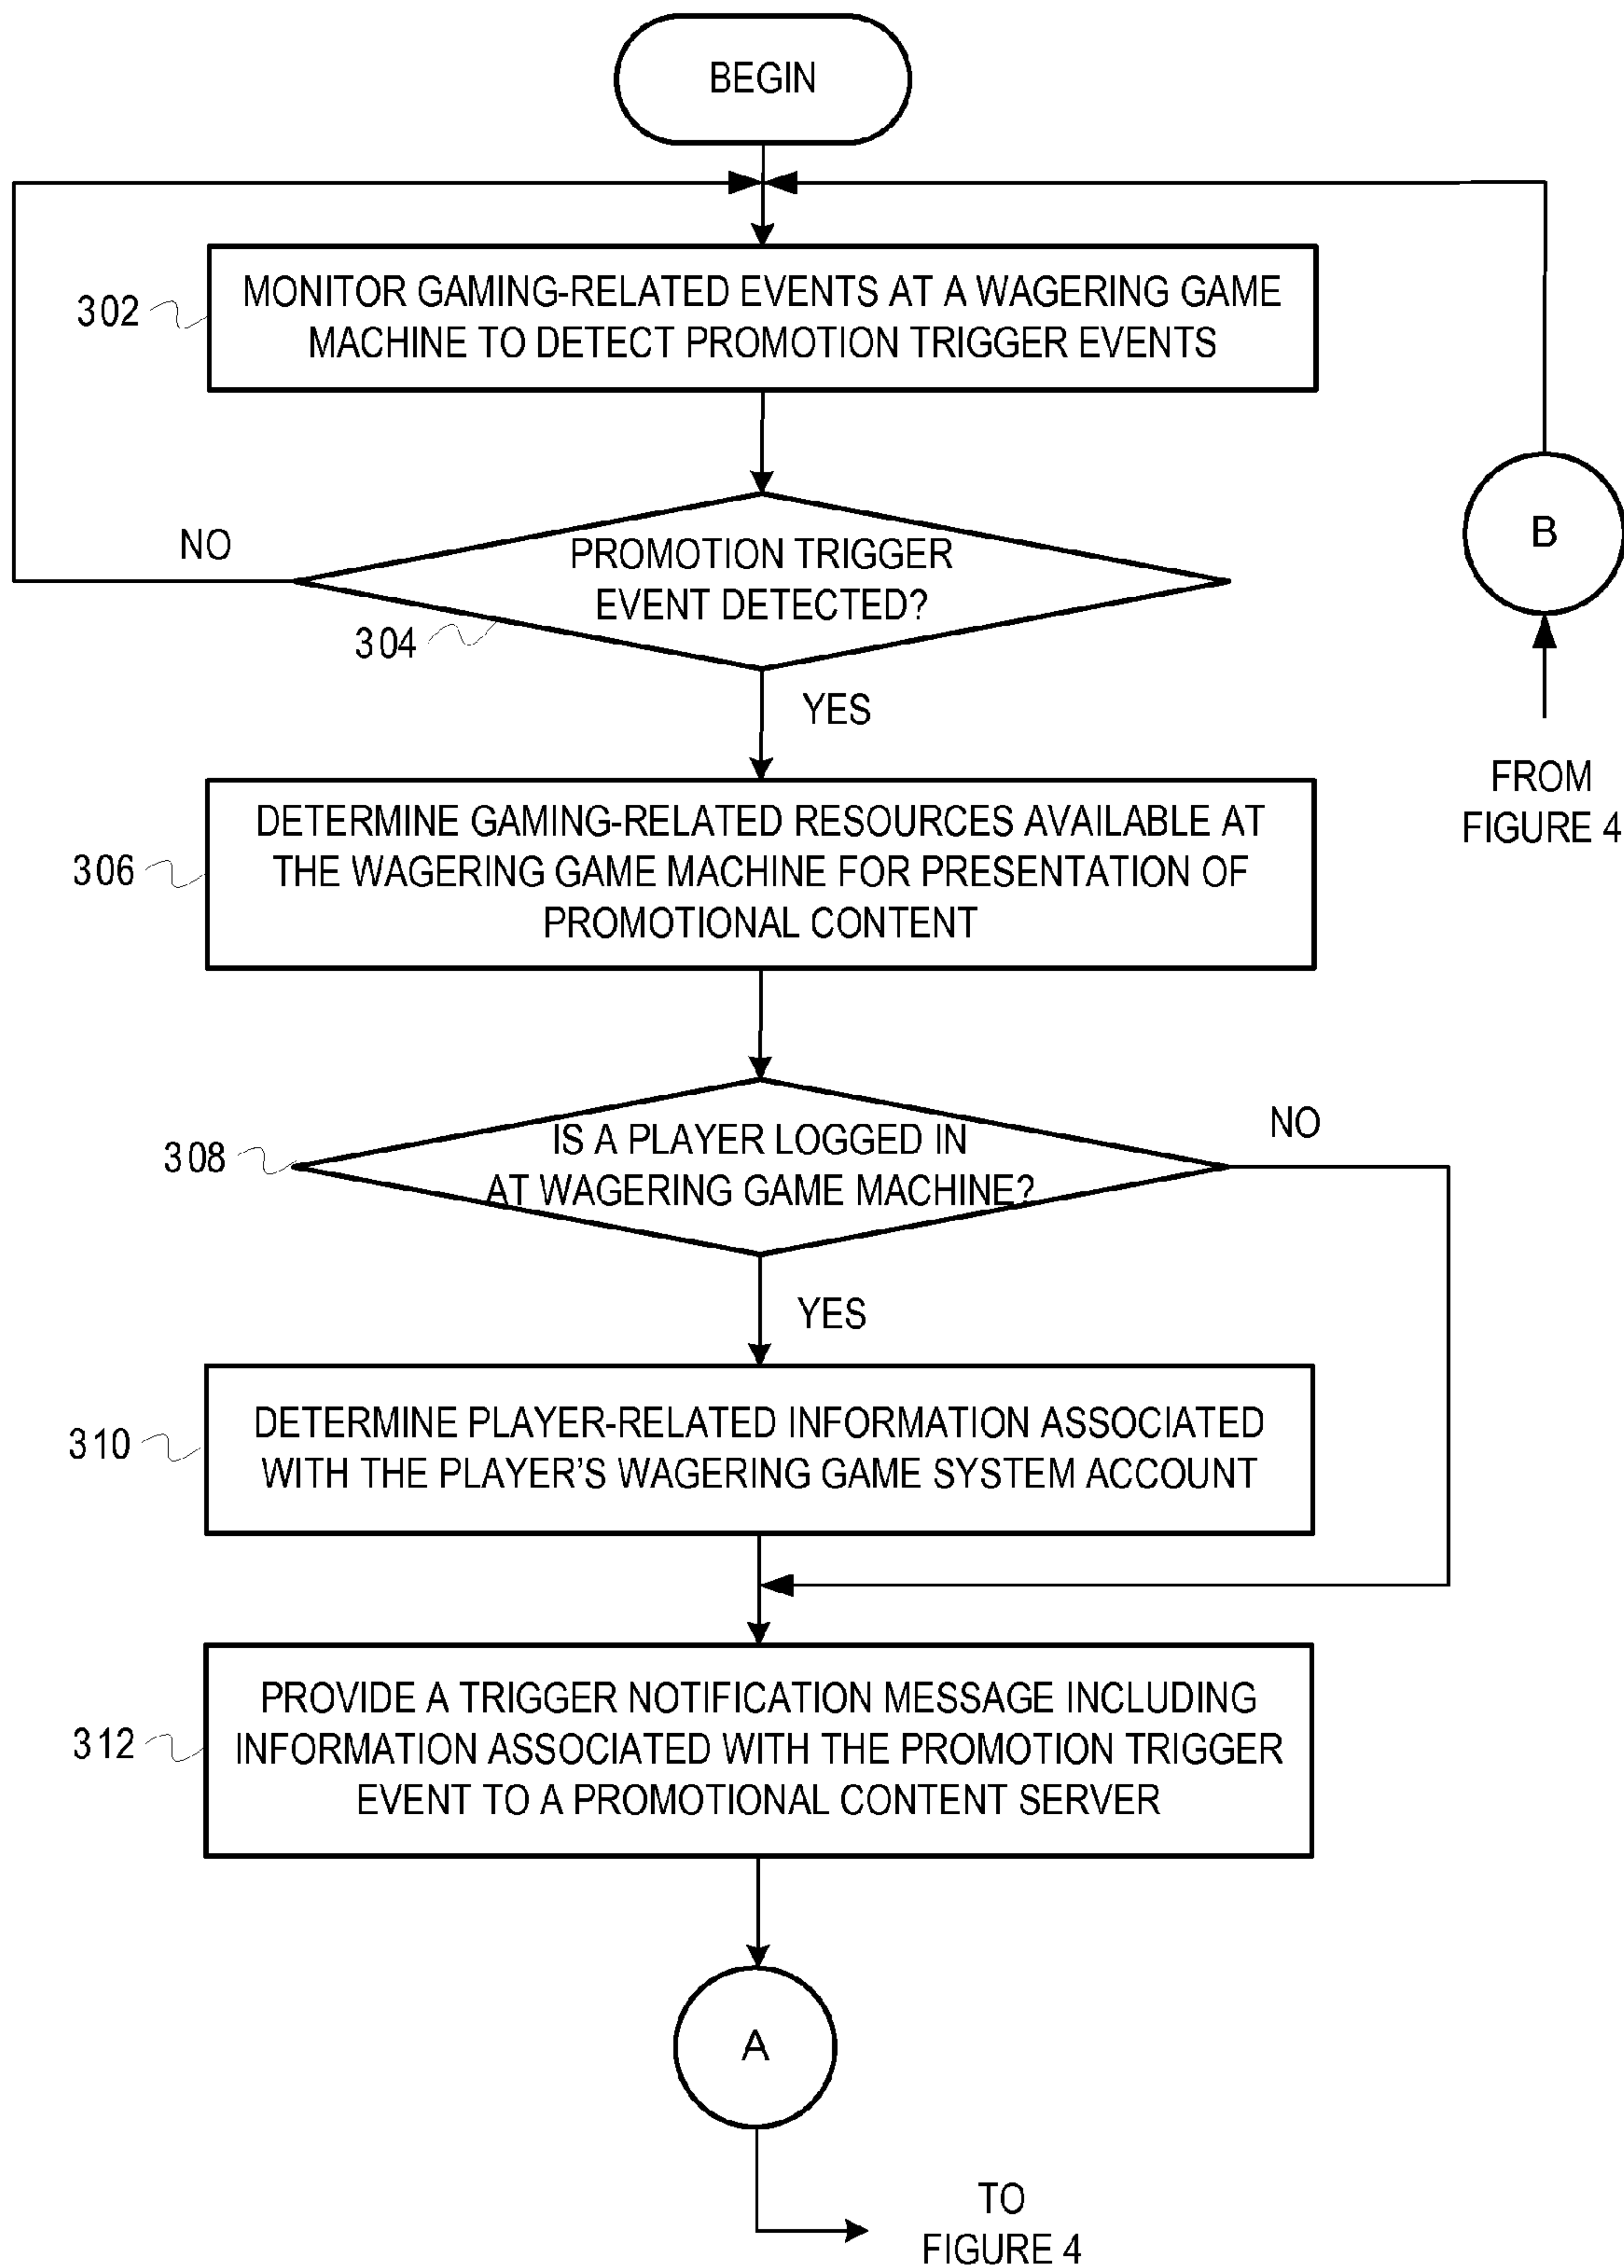 BEGIN
302
MONITOR GAMING-RELATED EVENTS AT A WAGERING GAME
MACHINE TO DETECT PROMOTION TRIGGER EVENTS
NO
PROMOTION TRIGGER
EVENT DETECTED?
304
B
YES
FROM
FIGURE 4
306
DETERMINE GAMING-RELATED RESOURCES AVAILABLE AT
THE WAGERING GAME MACHINE FOR PRESENTATION OF
PROMOTIONAL CONTENT
308
IS A PLAYER LOGGED IN
AT WAGERING GAME MACHINE?
NO
YES
310
DETERMINE PLAYER-RELATED INFORMATION ASSOCIATED
WITH THE PLAYER'S WAGERING GAME SYSTEM ACCOUNT
312
PROVIDE A TRIGGER NOTIFICATION MESSAGE INCLUDING
INFORMATION ASSOCIATED WITH THE PROMOTION TRIGGER
EVENT TO A PROMOTIONAL CONTENT SERVER
A
TO
FIGURE 4